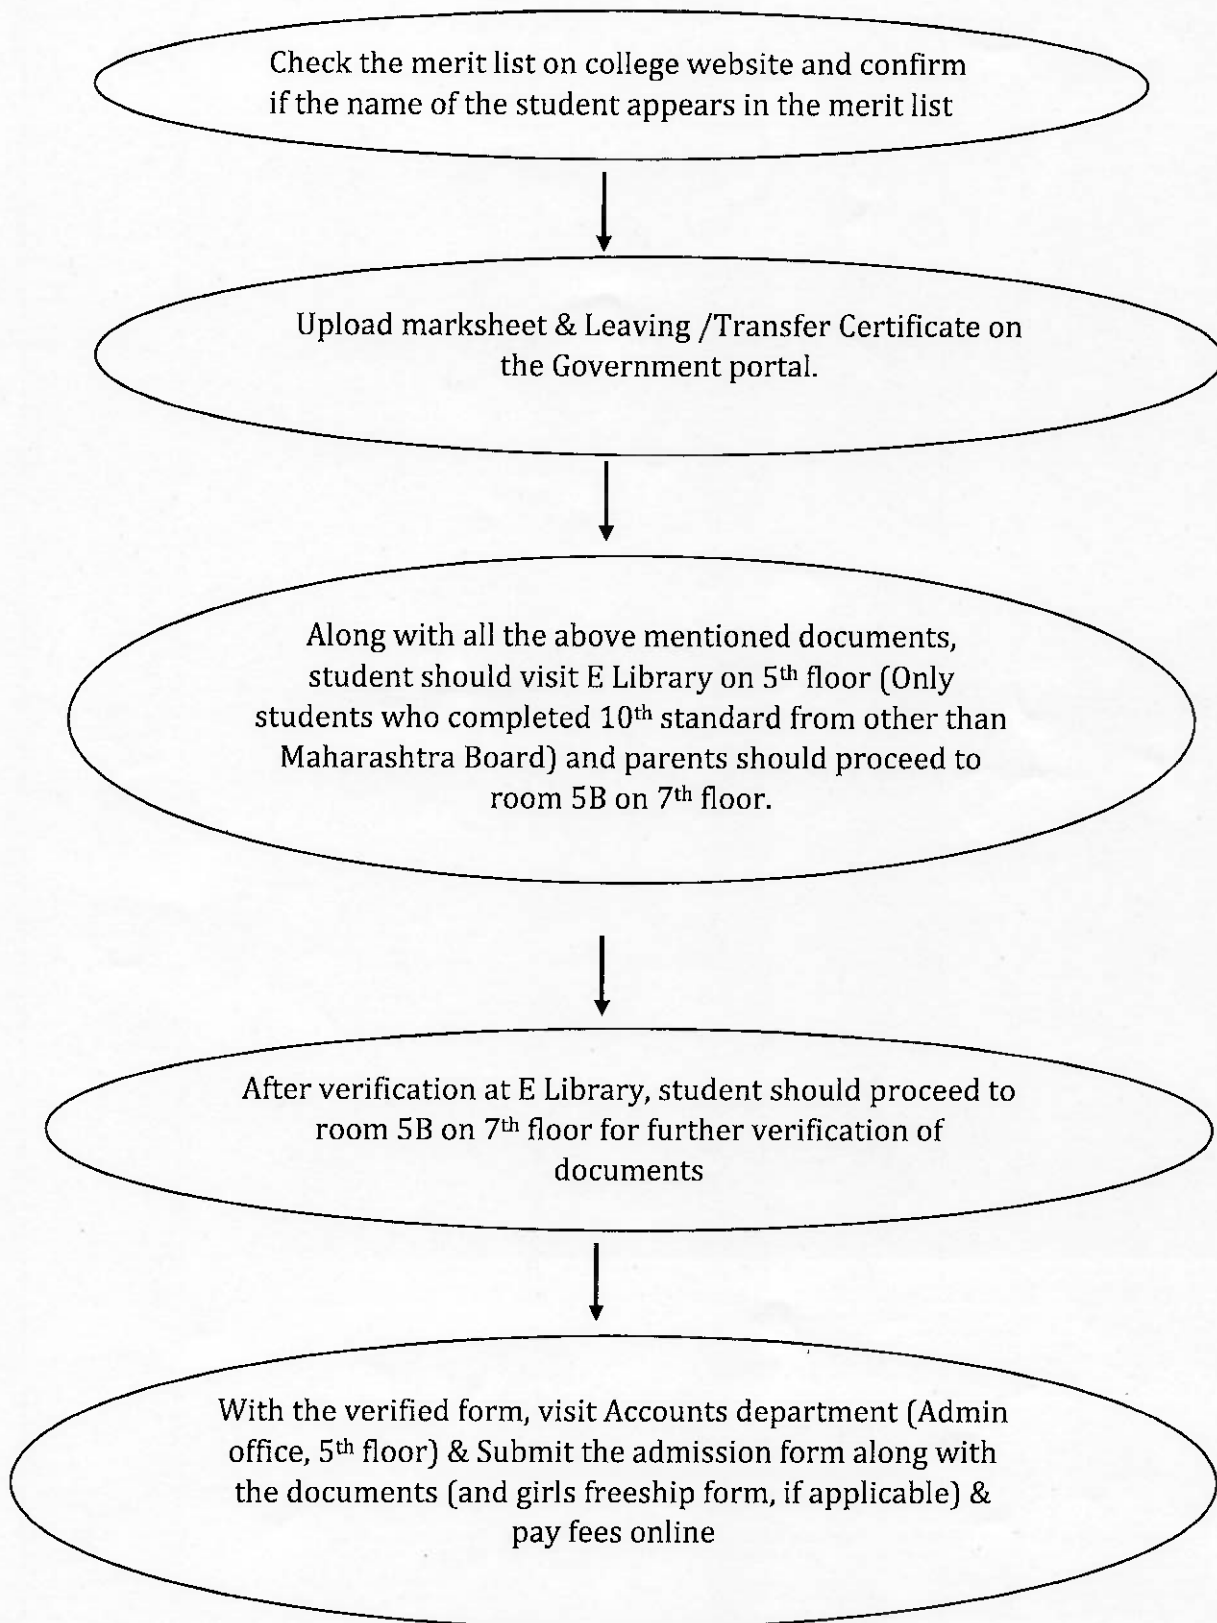 Check the merit list on college website and confirm
if the name of the student appears in the merit list
Upload marksheet & Leaving /Transfer Certificate on
the Government portal.
Along with all the above mentioned documents,
student should visit E Library on 5th floor (Only
students who completed 10th standard from other than
Maharashtra Board) and parents should proceed to
room 5B on 7th floor.
After verification at E Library, student should proceed to
room 5B on 7th floor for further verification of
documents
With the verified form, visit Accounts department (Admin
office, 5th floor) & Submit the admission form along with
the documents (and girls freeship form, if applicable) &
pay fees online